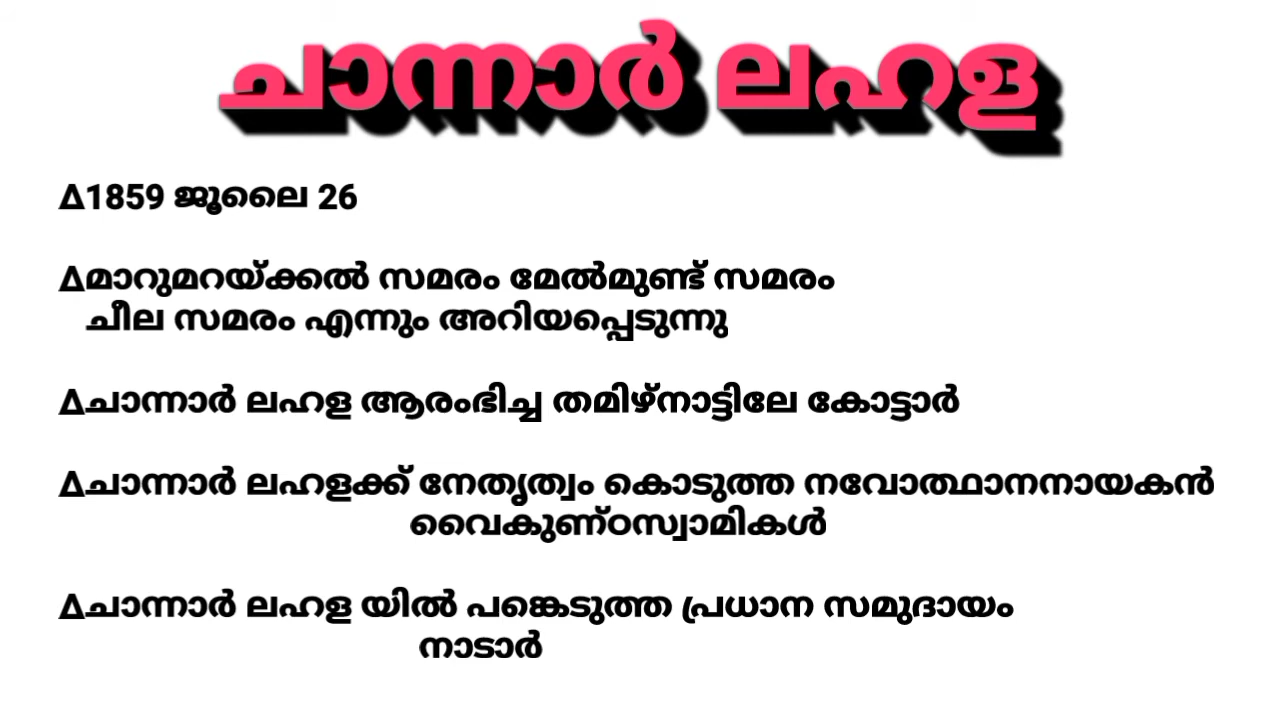 ചാന്നാർ ലഹള
∆1859 ജൂലൈ 26
∆മാറുമറയ്ക്കൽ സമരം മേൽമുണ്ട് സമരം
ചീല സമരം എന്നും അറിയപ്പെടുന്നു
∆ചാന്നാർ ലഹള ആരംഭിച്ച തമിഴ്നാട്ടിലേ കോട്ടാർ
∆ചാന്നാർ ലഹളക്ക് നേതൃത്വം കൊടുത്ത നവോത്ഥാനനായകൻ
വൈകുണ്ഠസ്വാമികൾ
∆ചാന്നാർ ലഹള യിൽ പങ്കെടുത്ത പ്രധാന സമുദായം
നാടാർ